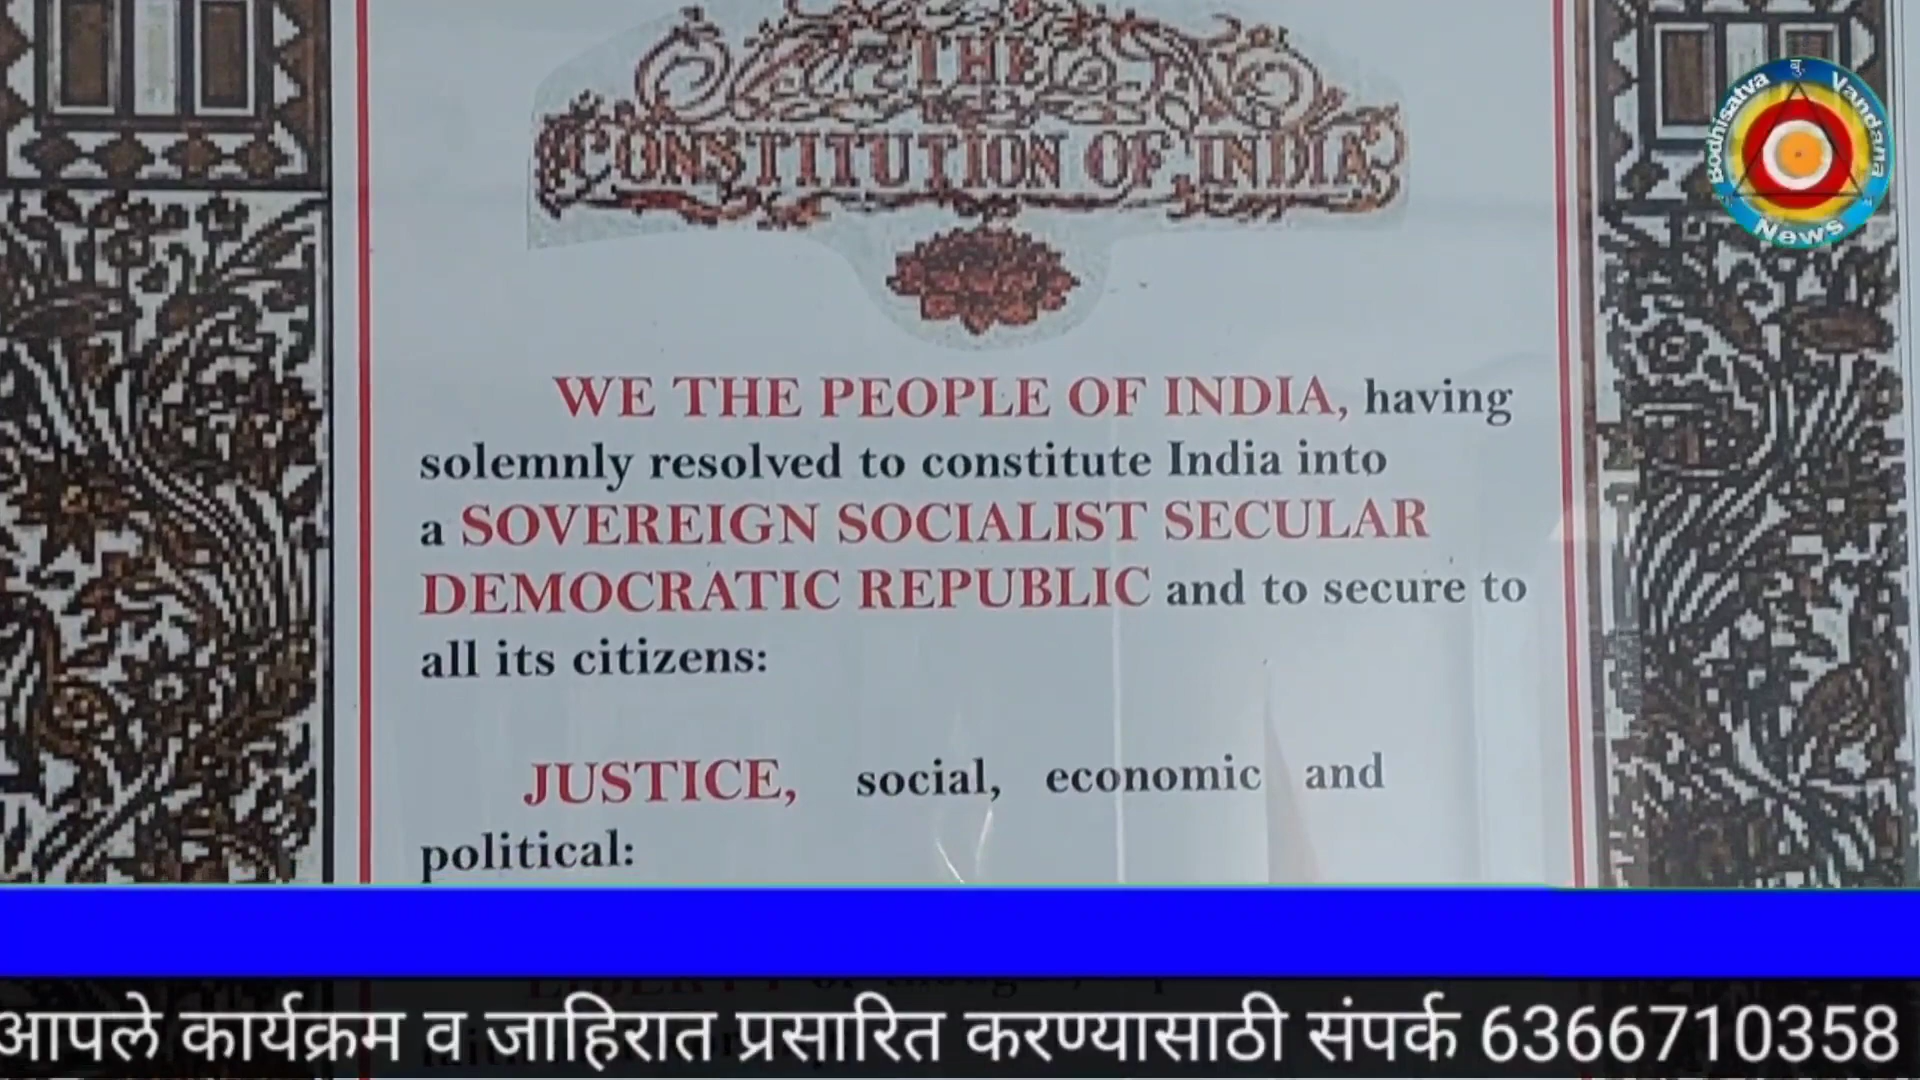 THE
CONSTITUTION OF INDIA
Bodhisatva Vandana
News
WE THE PEOPLE OF INDIA, having
solemnly resolved to constitute India into
a SOVEREIGN SOCIALIST SECULAR
DEMOCRATIC REPUBLIC and to secure to
all its citizens:
JUSTICE, social, economic and
political:
आपले कार्यक्रम व जाहिरात प्रसारित करण्यासाठी संपर्क 6366710358